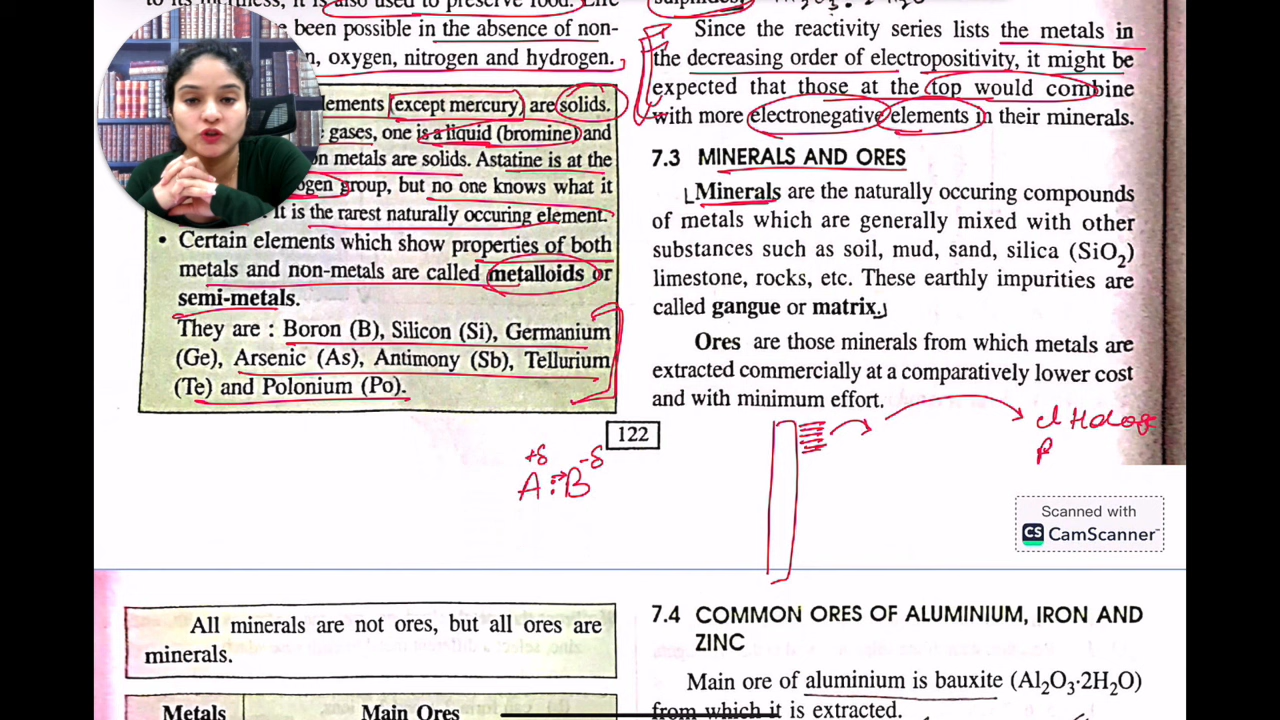 been possible in the absence of non-
, oxygen, nitrogen and hydrogen.
lements (except mercury) are solids.
gases, one is a liquid (bromine) and
metals are solids. Astatine is at the
ogen group, but no one knows what it
It is the rarest naturally occuring element.
• Certain elements which show properties of both
metals and non-metals are called metalloids or
semi-metals.
They are : Boron (B), Silicon (Si), Germanium
(Ge), Arsenic (As), Antimony (Sb), Tellurium
(Te) and Polonium (Po).
122
+δ -δ
A : B
Since the reactivity series lists the metals in
the decreasing order of electropositivity, it might be
expected that those at the top would combine
with more electronegative elements in their minerals.
7.3 MINERALS AND ORES
Minerals are the naturally occuring compounds
of metals which are generally mixed with other
substances such as soil, mud, sand, silica (SiO₂)
limestone, rocks, etc. These earthly impurities are
called gangue or matrix.
Ores are those minerals from which metals are
extracted commercially at a comparatively lower cost
and with minimum effort.
Scanned with
CS CamScanner
All minerals are not ores, but all ores are
minerals.
Metals Main Ores
7.4 COMMON ORES OF ALUMINIUM, IRON AND
ZINC
Main ore of aluminium is bauxite (Al₂O₃·2H₂O)
from which it is extracted.